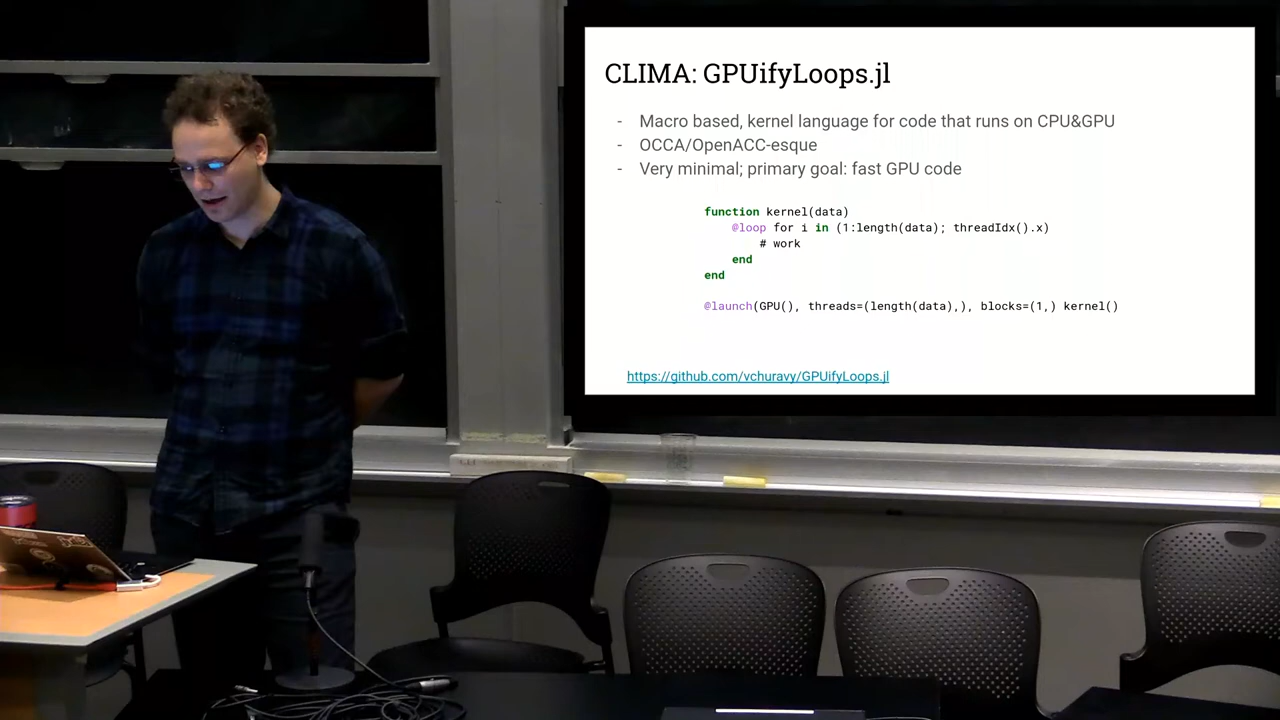 CLIMA: GPUifyLoops.jl
- Macro based, kernel language for code that runs on CPU&GPU
- OCCA/OpenACC-esque
- Very minimal; primary goal: fast GPU code
function kernel(data)
@loop for i in (1:length(data); threadIdx().x)
# work
end
end
@launch(GPU(), threads=(length(data),), blocks=(1,) kernel()
https://github.com/vchuravy/GPUifyLoops.jl